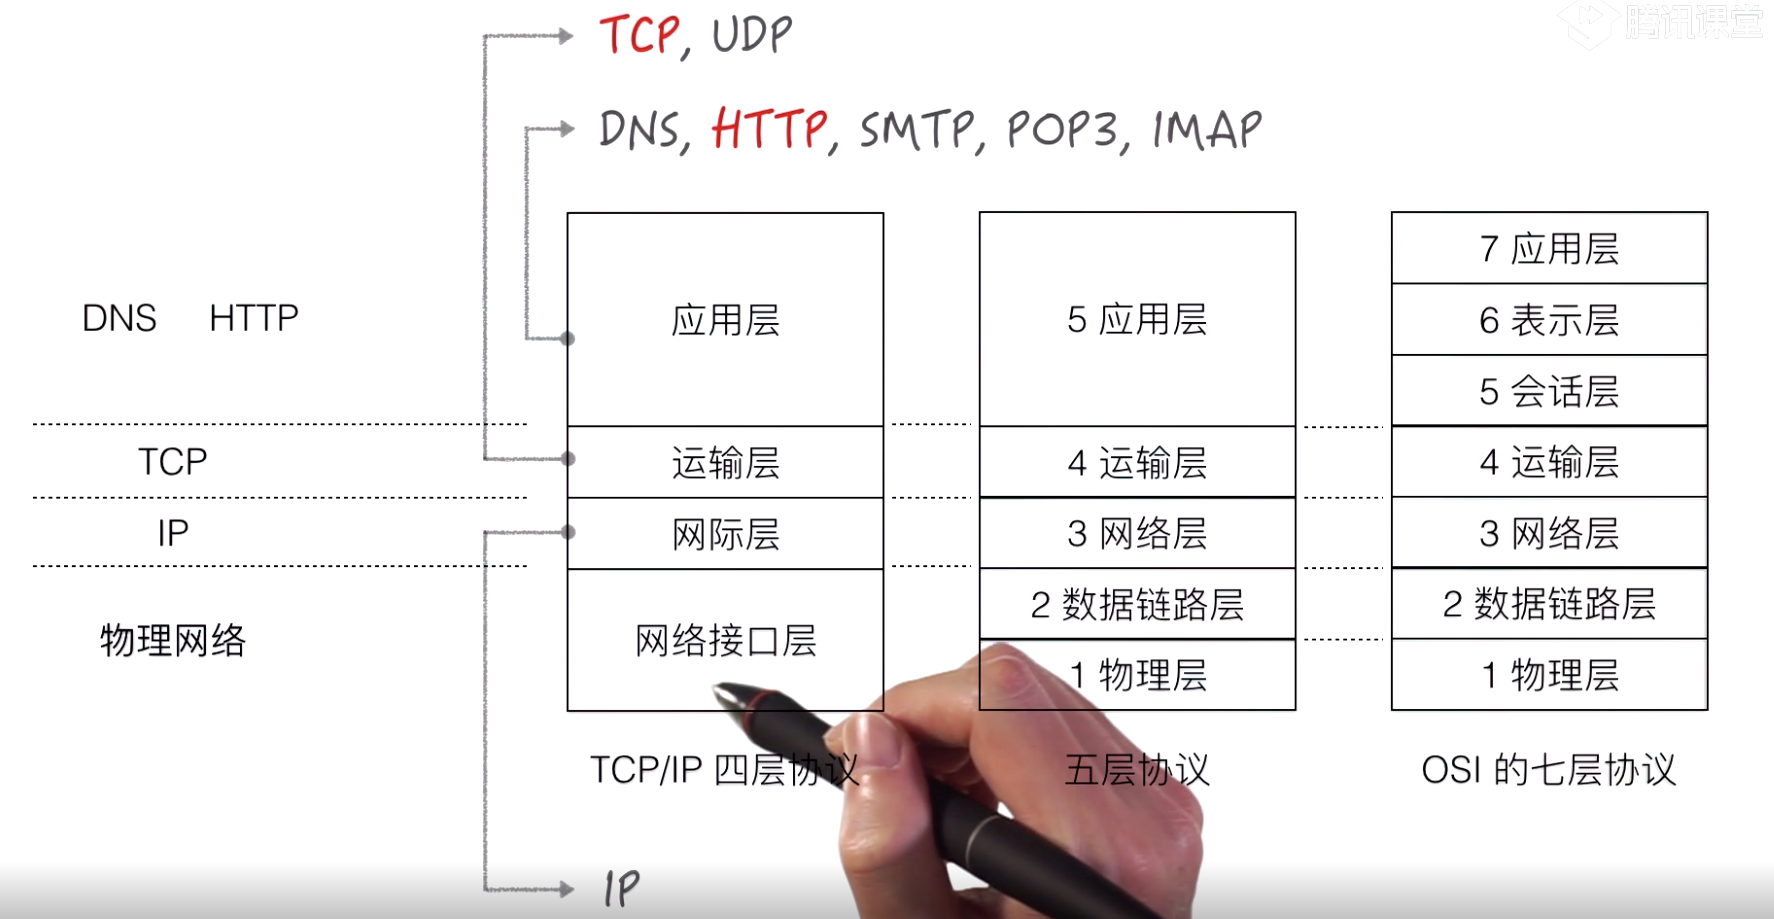 腾讯课堂
TCP, UDP
DNS, HTTP, SMTP, POP3, IMAP
DNS HTTP
TCP
IP
物理网络
应用层
运输层
网际层
网络接口层
TCP/IP 四层协议
5 应用层
4 运输层
3 网络层
2 数据链路层
1 物理层
五层协议
7 应用层
6 表示层
5 会话层
4 运输层
3 网络层
2 数据链路层
1 物理层
OSI 的七层协议
IP